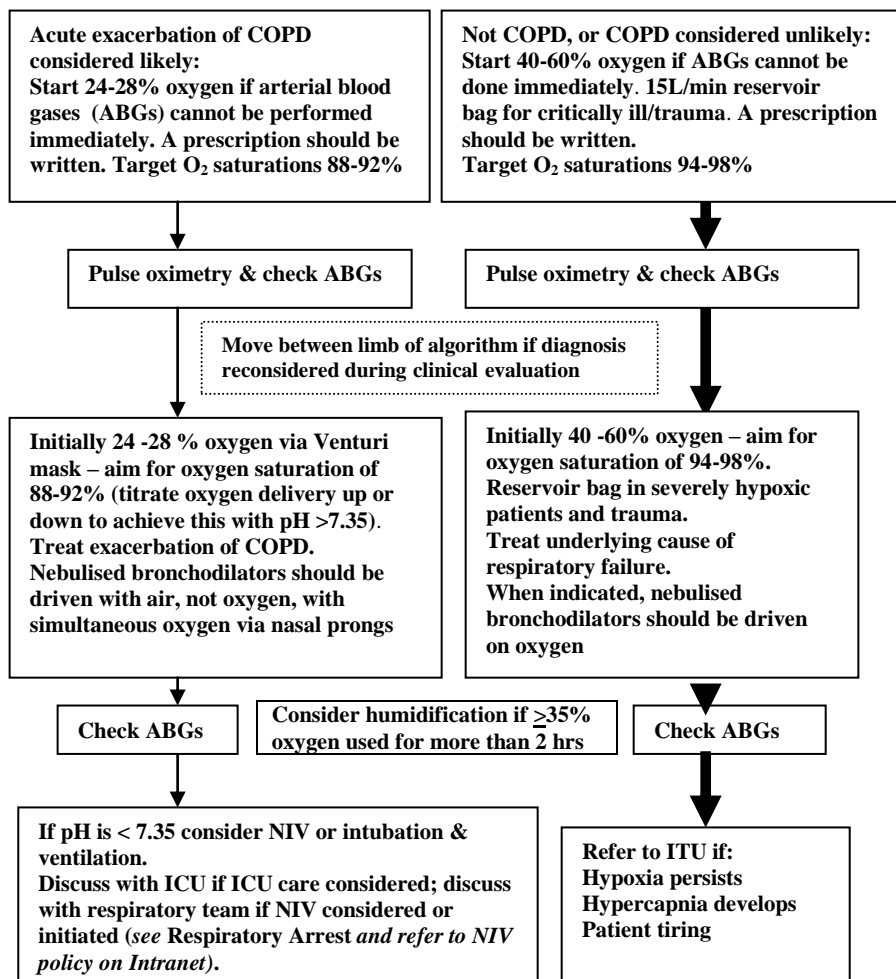 Acute exacerbation of COPD
considered likely:
Start 24-28% oxygen if arterial blood
gases (ABGs) cannot be performed
immediately. A prescription should be
written. Target O₂ saturations 88-92%
Not COPD, or COPD considered unlikely:
Start 40-60% oxygen if ABGs cannot be
done immediately. 15L/min reservoir
bag for critically ill/trauma. A prescription
should be written.
Target O₂ saturations 94-98%
Pulse oximetry & check ABGs
Pulse oximetry & check ABGs
Move between limb of algorithm if diagnosis
reconsidered during clinical evaluation
Initially 24 -28 % oxygen via Venturi
mask – aim for oxygen saturation of
88-92% (titrate oxygen delivery up or
down to achieve this with pH >7.35).
Treat exacerbation of COPD.
Nebulised bronchodilators should be
driven with air, not oxygen, with
simultaneous oxygen via nasal prongs
Initially 40 -60% oxygen – aim for
oxygen saturation of 94-98%.
Reservoir bag in severely hypoxic
patients and trauma.
Treat underlying cause of
respiratory failure.
When indicated, nebulised
bronchodilators should be driven
on oxygen
Check ABGs
Consider humidification if ≥35%
oxygen used for more than 2 hrs
Check ABGs
If pH is < 7.35 consider NIV or intubation &
ventilation.
Discuss with ICU if ICU care considered; discuss
with respiratory team if NIV considered or
initiated (see Respiratory Arrest and refer to NIV
policy on Intranet).
Refer to ITU if:
Hypoxia persists
Hypercapnia develops
Patient tiring